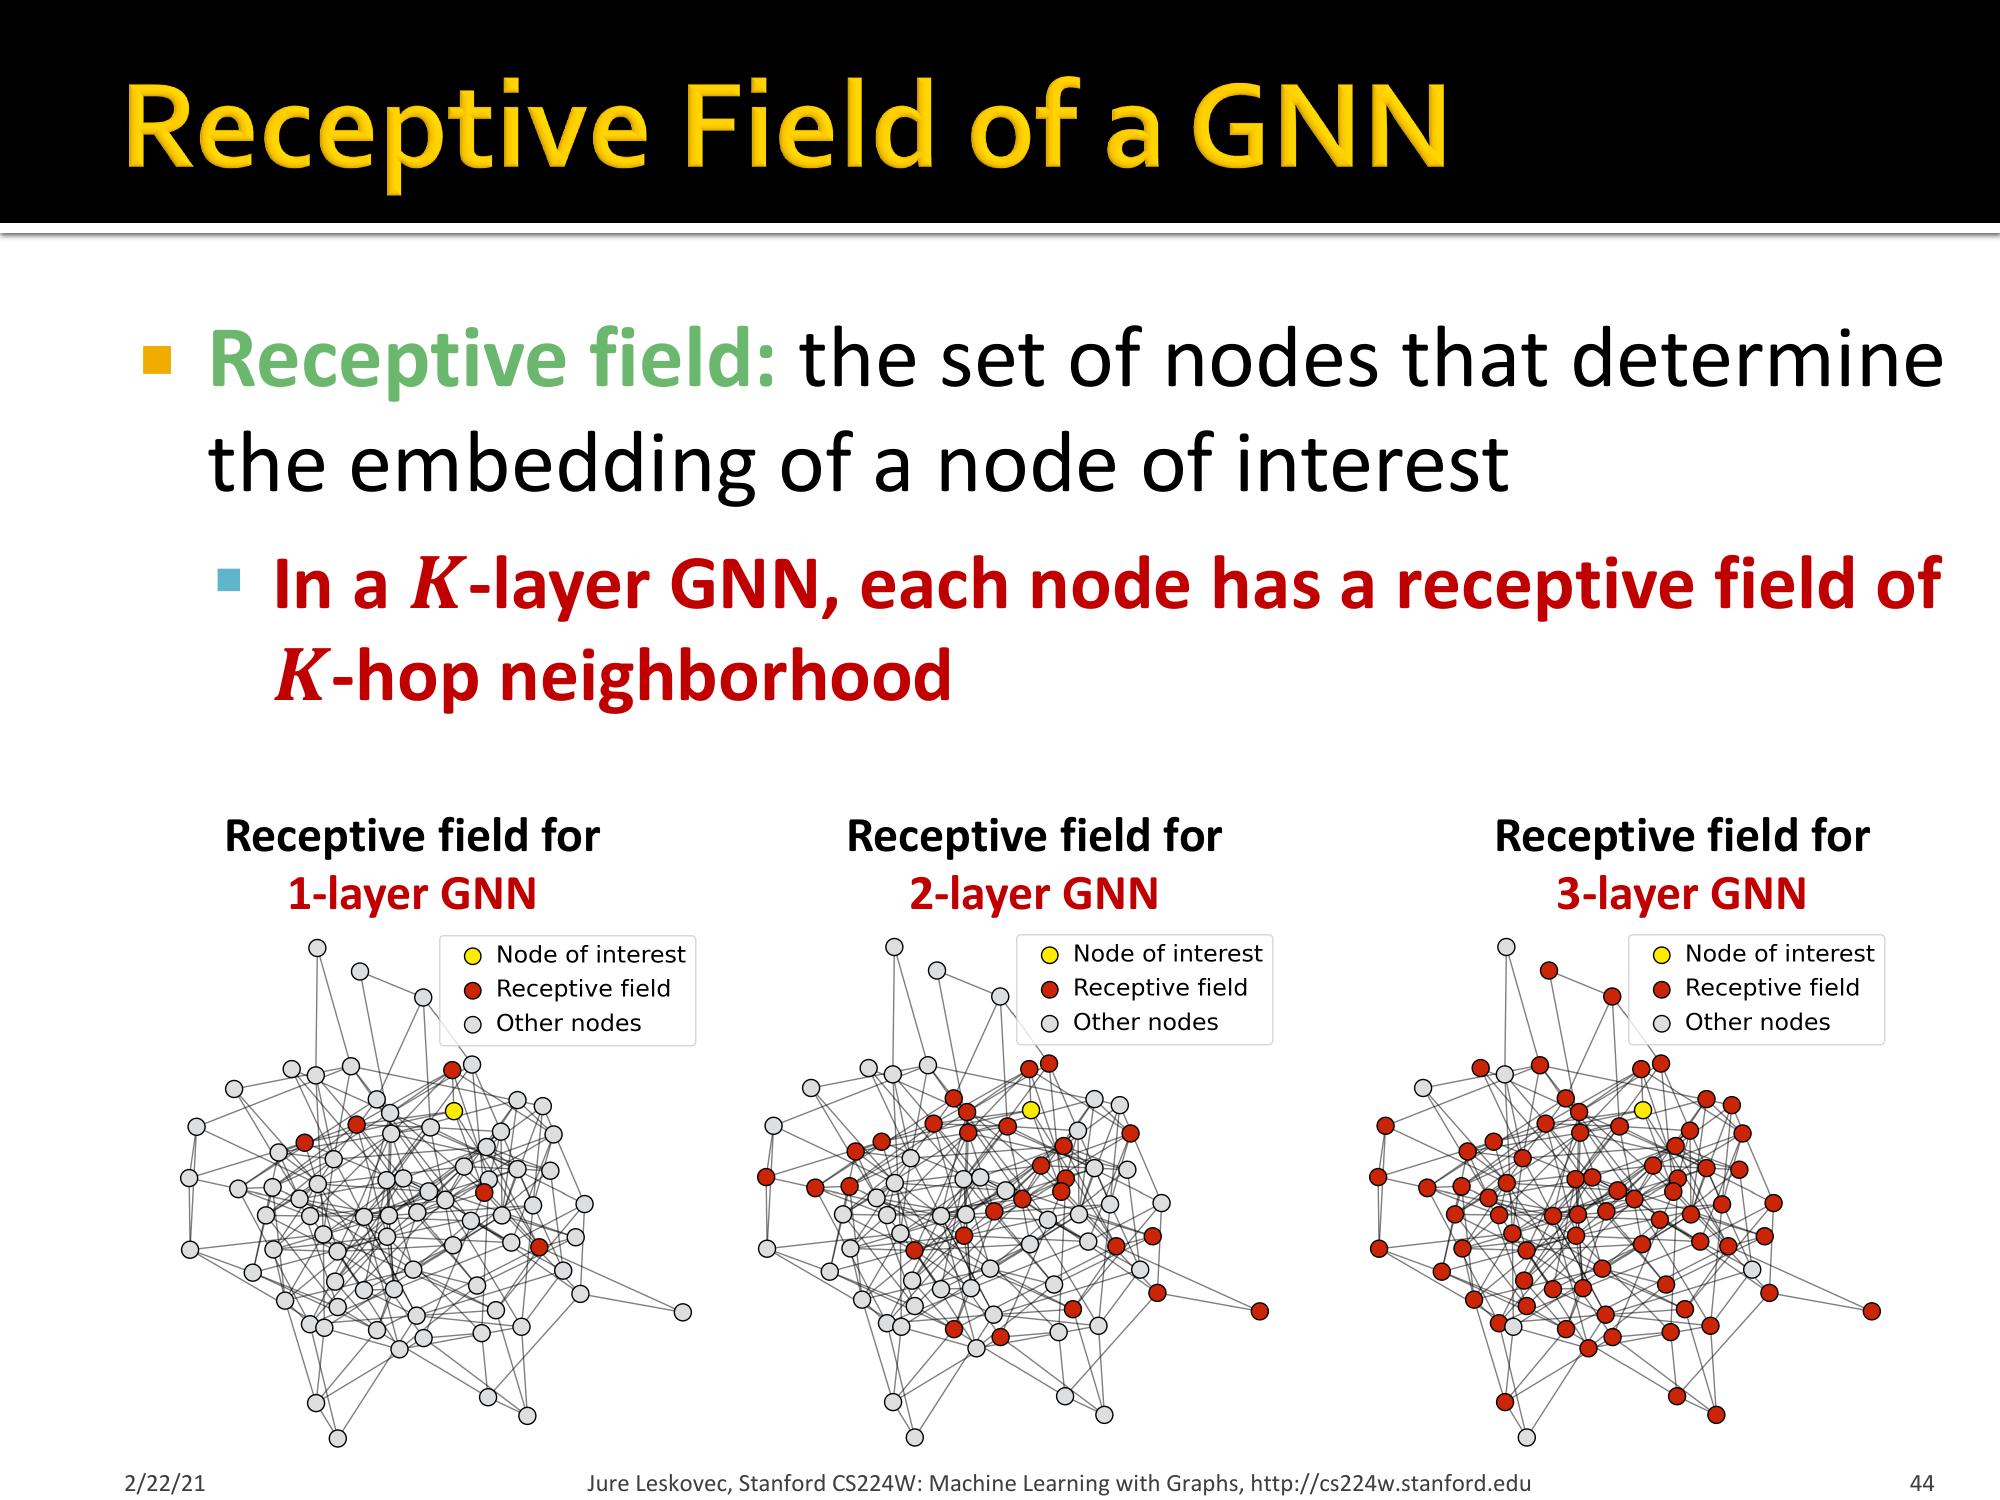 Receptive Field of a GNN
Receptive field: the set of nodes that determine
the embedding of a node of interest
In a K-layer GNN, each node has a receptive field of
K-hop neighborhood
Receptive field for
1-layer GNN
Node of interest
Receptive field
Other nodes
Receptive field for
2-layer GNN
Node of interest
Receptive field
Other nodes
Receptive field for
3-layer GNN
Node of interest
Receptive field
Other nodes
2/22/21
Jure Leskovec, Stanford CS224W: Machine Learning with Graphs, http://cs224w.stanford.edu
44